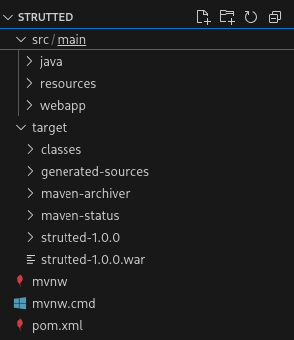 STRUTTED
src/main
java
resources
webapp
target
classes
generated-sources
maven-archiver
maven-status
strutted-1.0.0
strutted-1.0.0.war
mvnw
mvnw.cmd
pom.xml